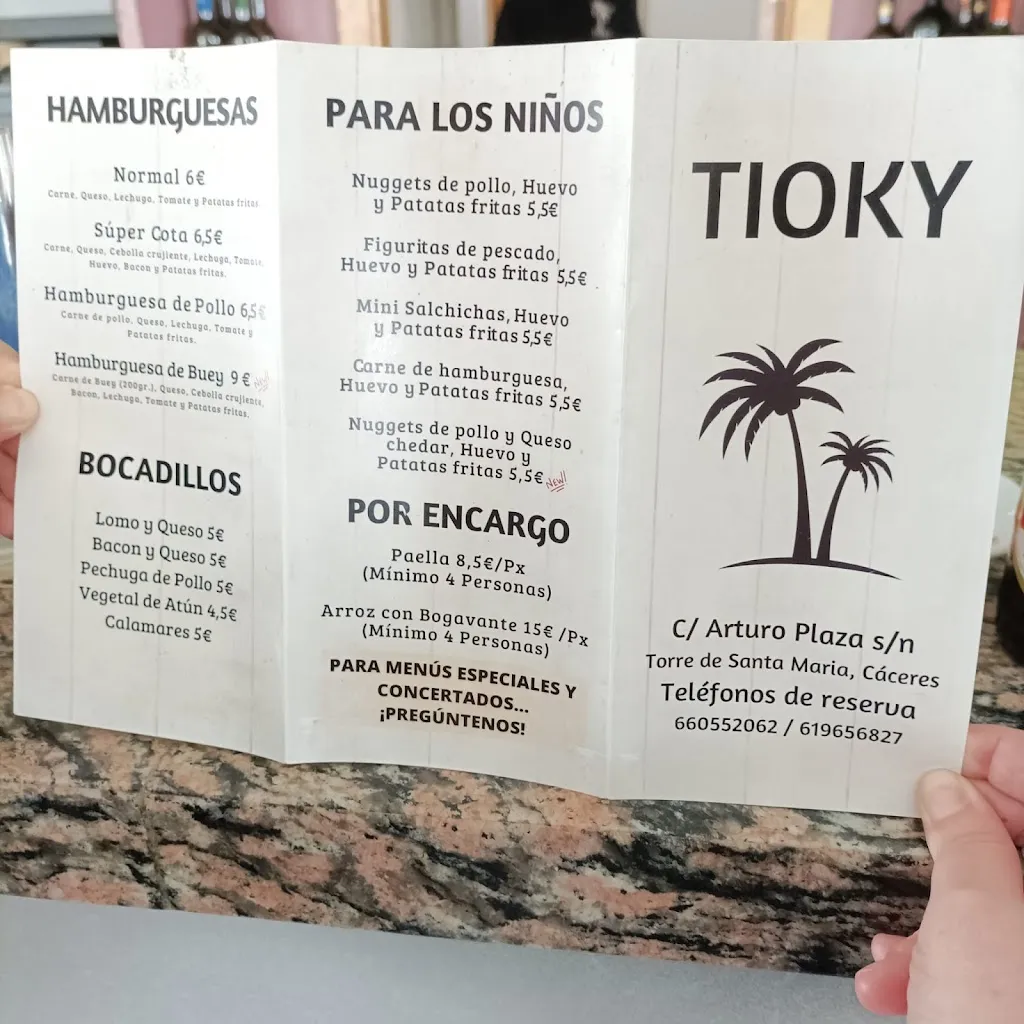 HAMBURGUESAS
Normal 6€
Carne, Queso, Lechuga, Tomate y Patatas fritas.
Súper Cota 6,5€
Carne, Queso, Cebolla crujiente, Lechuga, Tomate,
Huevo, Bacon y Patatas fritas.
Hamburguesa de Pollo 6,5€
Carne de pollo, Queso, Lechuga, Tomate y
Patatas fritas.
Hamburguesa de Buey 9€ New!
Carne de Buey (200gr.), Queso, Cebolla crujiente,
Bacon, Lechuga, Tomate y Patatas fritas.
BOCADILLOS
Lomo y Queso 5€
Bacon y Queso 5€
Pechuga de Pollo 5€
Vegetal de Atún 4,5€
Calamares 5€
PARA LOS NIÑOS
Nuggets de pollo, Huevo
y Patatas fritas 5,5€
Figuritas de pescado,
Huevo y Patatas fritas 5,5€
Mini Salchichas, Huevo
y Patatas fritas 5,5€
Carne de hamburguesa,
Huevo y Patatas fritas 5,5€
Nuggets de pollo y Queso
chedar, Huevo y
Patatas fritas 5,5€ NEW!
POR ENCARGO
Paella 8,5€/Px
(Mínimo 4 Personas)
Arroz con Bogavante 15€ /Px
(Mínimo 4 Personas)
PARA MENÚS ESPECIALES Y
CONCERTADOS...
¡PREGÚNTENOS!
TIOKY
C/ Arturo Plaza s/n
Torre de Santa Maria, Cáceres
Teléfonos de reserva
660552062 / 619656827